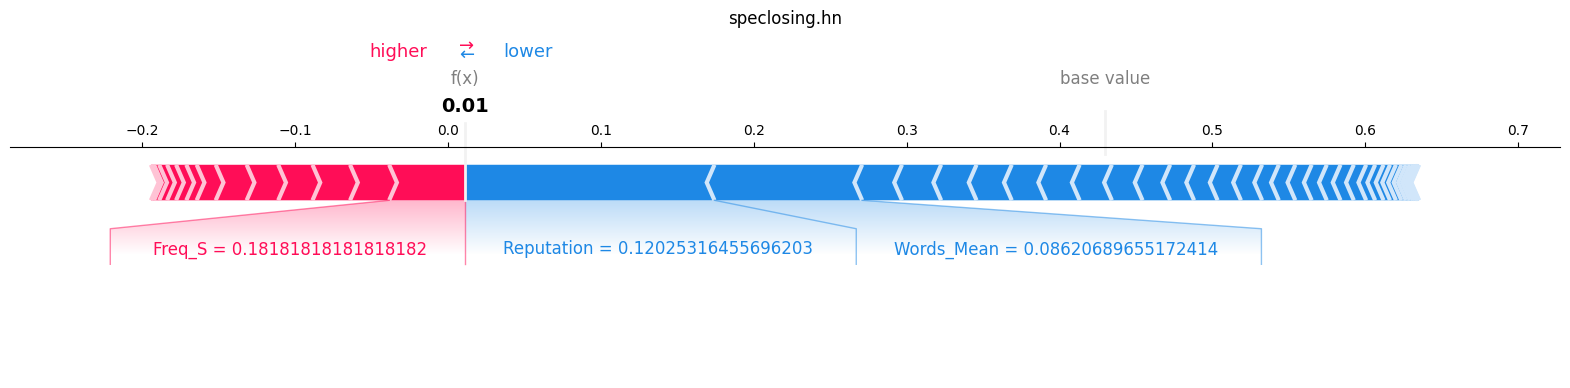 speclosing.hn
higher ⇄ lower
f(x) base value
0.01
−0.2 −0.1 0.0 0.1 0.2 0.3 0.4 0.5 0.6 0.7
Freq_S = 0.18181818181818182 Reputation = 0.12025316455696203 Words_Mean = 0.08620689655172414